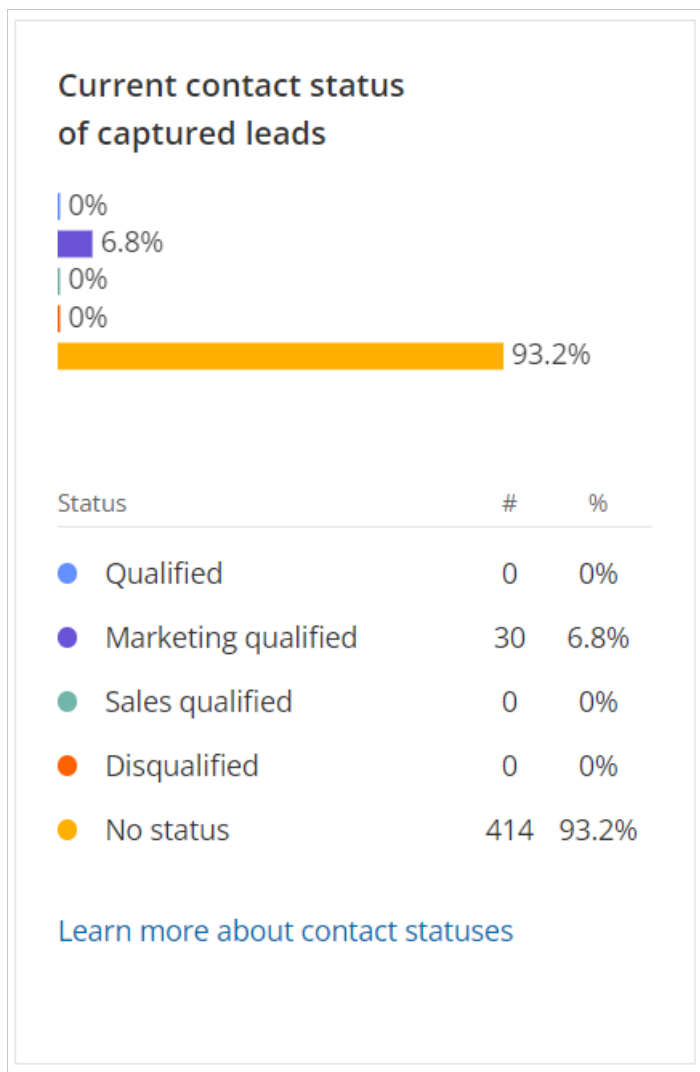 Current contact status
of captured leads
0%
6.8%
0%
0%
93.2%
Status # %
Qualified 0 0%
Marketing qualified 30 6.8%
Sales qualified 0 0%
Disqualified 0 0%
No status 414 93.2%
Learn more about contact statuses